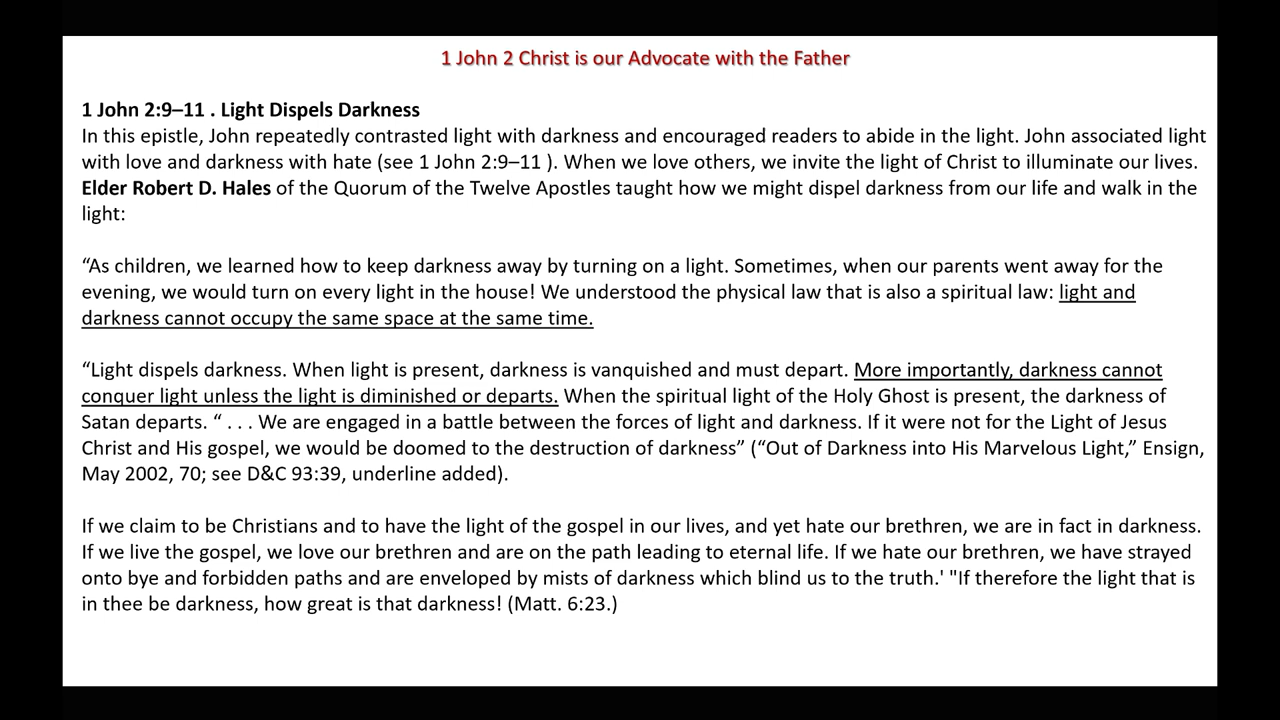 1 John 2 Christ is our Advocate with the Father
1 John 2:9–11 . Light Dispels Darkness
In this epistle, John repeatedly contrasted light with darkness and encouraged readers to abide in the light. John associated light
with love and darkness with hate (see 1 John 2:9–11 ). When we love others, we invite the light of Christ to illuminate our lives.
Elder Robert D. Hales of the Quorum of the Twelve Apostles taught how we might dispel darkness from our life and walk in the
light:
“As children, we learned how to keep darkness away by turning on a light. Sometimes, when our parents went away for the
evening, we would turn on every light in the house! We understood the physical law that is also a spiritual law: light and
darkness cannot occupy the same space at the same time.
“Light dispels darkness. When light is present, darkness is vanquished and must depart. More importantly, darkness cannot
conquer light unless the light is diminished or departs. When the spiritual light of the Holy Ghost is present, the darkness of
Satan departs. “ . . . We are engaged in a battle between the forces of light and darkness. If it were not for the Light of Jesus
Christ and His gospel, we would be doomed to the destruction of darkness” (“Out of Darkness into His Marvelous Light,” Ensign,
May 2002, 70; see D&C 93:39, underline added).
If we claim to be Christians and to have the light of the gospel in our lives, and yet hate our brethren, we are in fact in darkness.
If we live the gospel, we love our brethren and are on the path leading to eternal life. If we hate our brethren, we have strayed
onto bye and forbidden paths and are enveloped by mists of darkness which blind us to the truth.' "If therefore the light that is
in thee be darkness, how great is that darkness! (Matt. 6:23.)